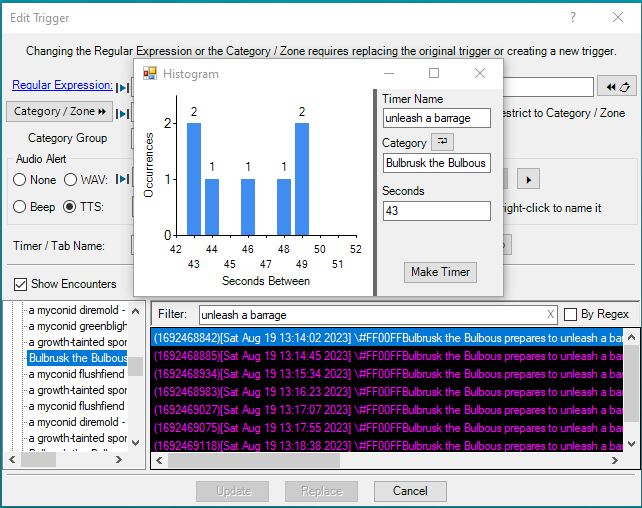 Edit Trigger
?
Changing the Regular Expression or the Category / Zone requires replacing the original trigger or creating a new trigger.
Histogram
Regular Expression:
Category / Zone
estrict to Category / Zone
Category Group
Audio Alert
None
WAV:
Beep
TTS:
right-click to name it
Timer / Tab Name:
Occurrences
2
1
0
2
1
1
1
2
42 44 46 48 50 52
43 45 47 49 51
Seconds Between
Timer Name
unleash a barrage
Category
Bulbrusk the Bulbous
Seconds
43
Make Timer
Show Encounters
a myconid diremold -
a myconid greenbligh
a growth-tainted spor
Bulbrusk the Bulbous
a myconid flushfiend
a growth-tainted spor
a myconid flushfiend
a myconid diremold -
a growth-tainted spor
Filter:
unleash a barrage
X
By Regex
(1692468842)[Sat Aug 19 13:14:02 2023] \#FF00FFBulbrusk the Bulbous prepares to unleash a bar
(1692468885)[Sat Aug 19 13:14:45 2023] \#FF00FFBulbrusk the Bulbous prepares to unleash a bar
(1692468934)[Sat Aug 19 13:15:34 2023] \#FF00FFBulbrusk the Bulbous prepares to unleash a bar
(1692468983)[Sat Aug 19 13:16:23 2023] \#FF00FFBulbrusk the Bulbous prepares to unleash a bar
(1692469027)[Sat Aug 19 13:17:07 2023] \#FF00FFBulbrusk the Bulbous prepares to unleash a bar
(1692469075)[Sat Aug 19 13:17:55 2023] \#FF00FFBulbrusk the Bulbous prepares to unleash a bar
(1692469118)[Sat Aug 19 13:18:38 2023] \#FF00FFBulbrusk the Bulbous prepares to unleash a bar
Update
Replace
Cancel